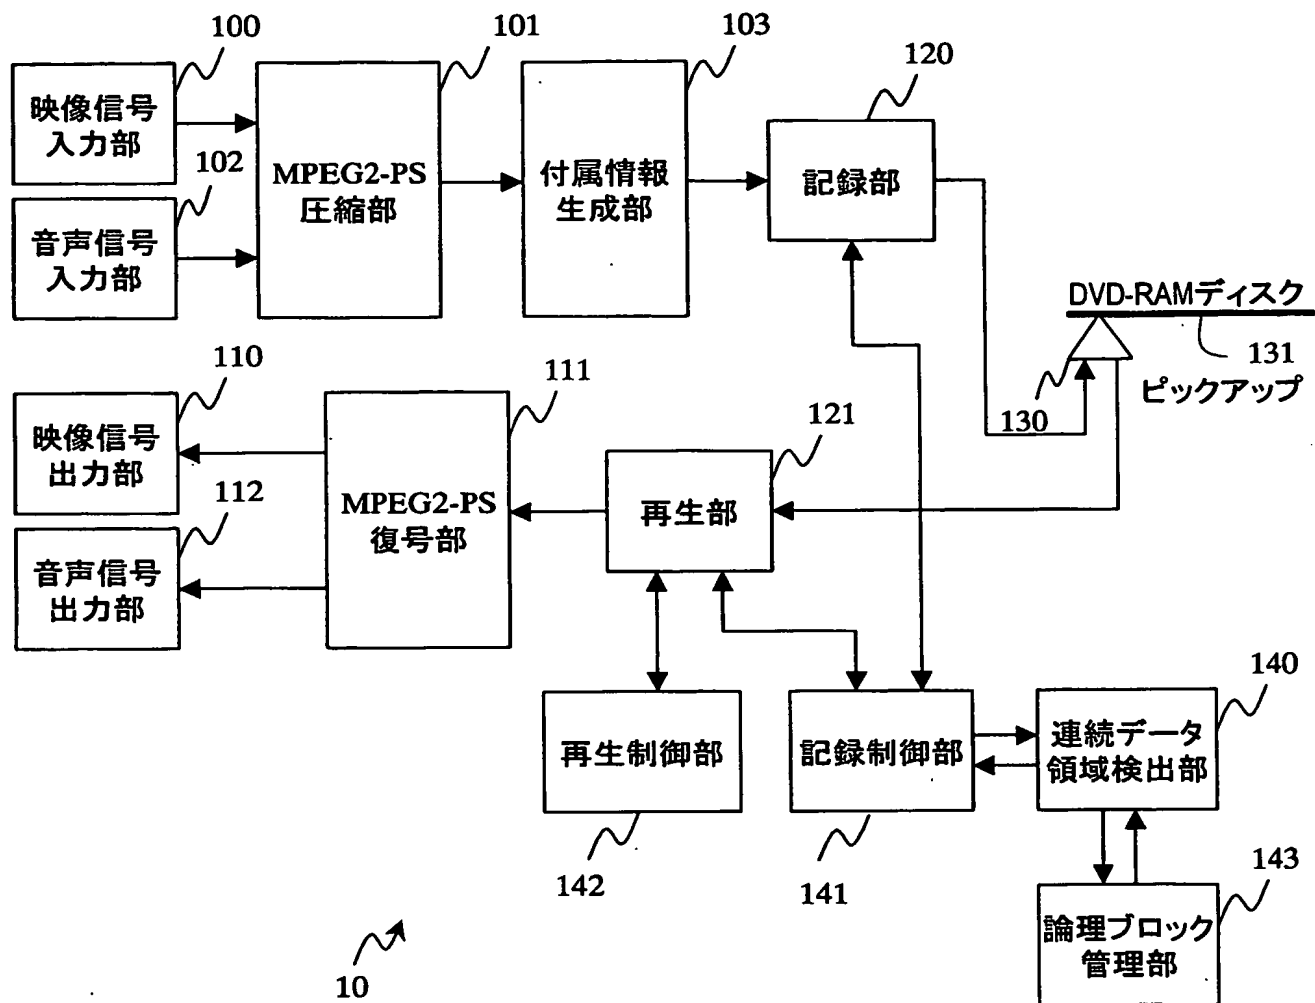 100
101
103
120
映像信号
入力部
102
MPEG2-PS
圧縮部
付属情報
生成部
記録部
音声信号
入力部
DVD-RAMディスク
110
111
130
131
ピックアップ
映像信号
出力部
121
112
MPEG2-PS
復号部
再生部
音声信号
出力部
140
再生制御部
記録制御部
連続データ
領域検出部
142
141
143
論理ブロック
管理部
10